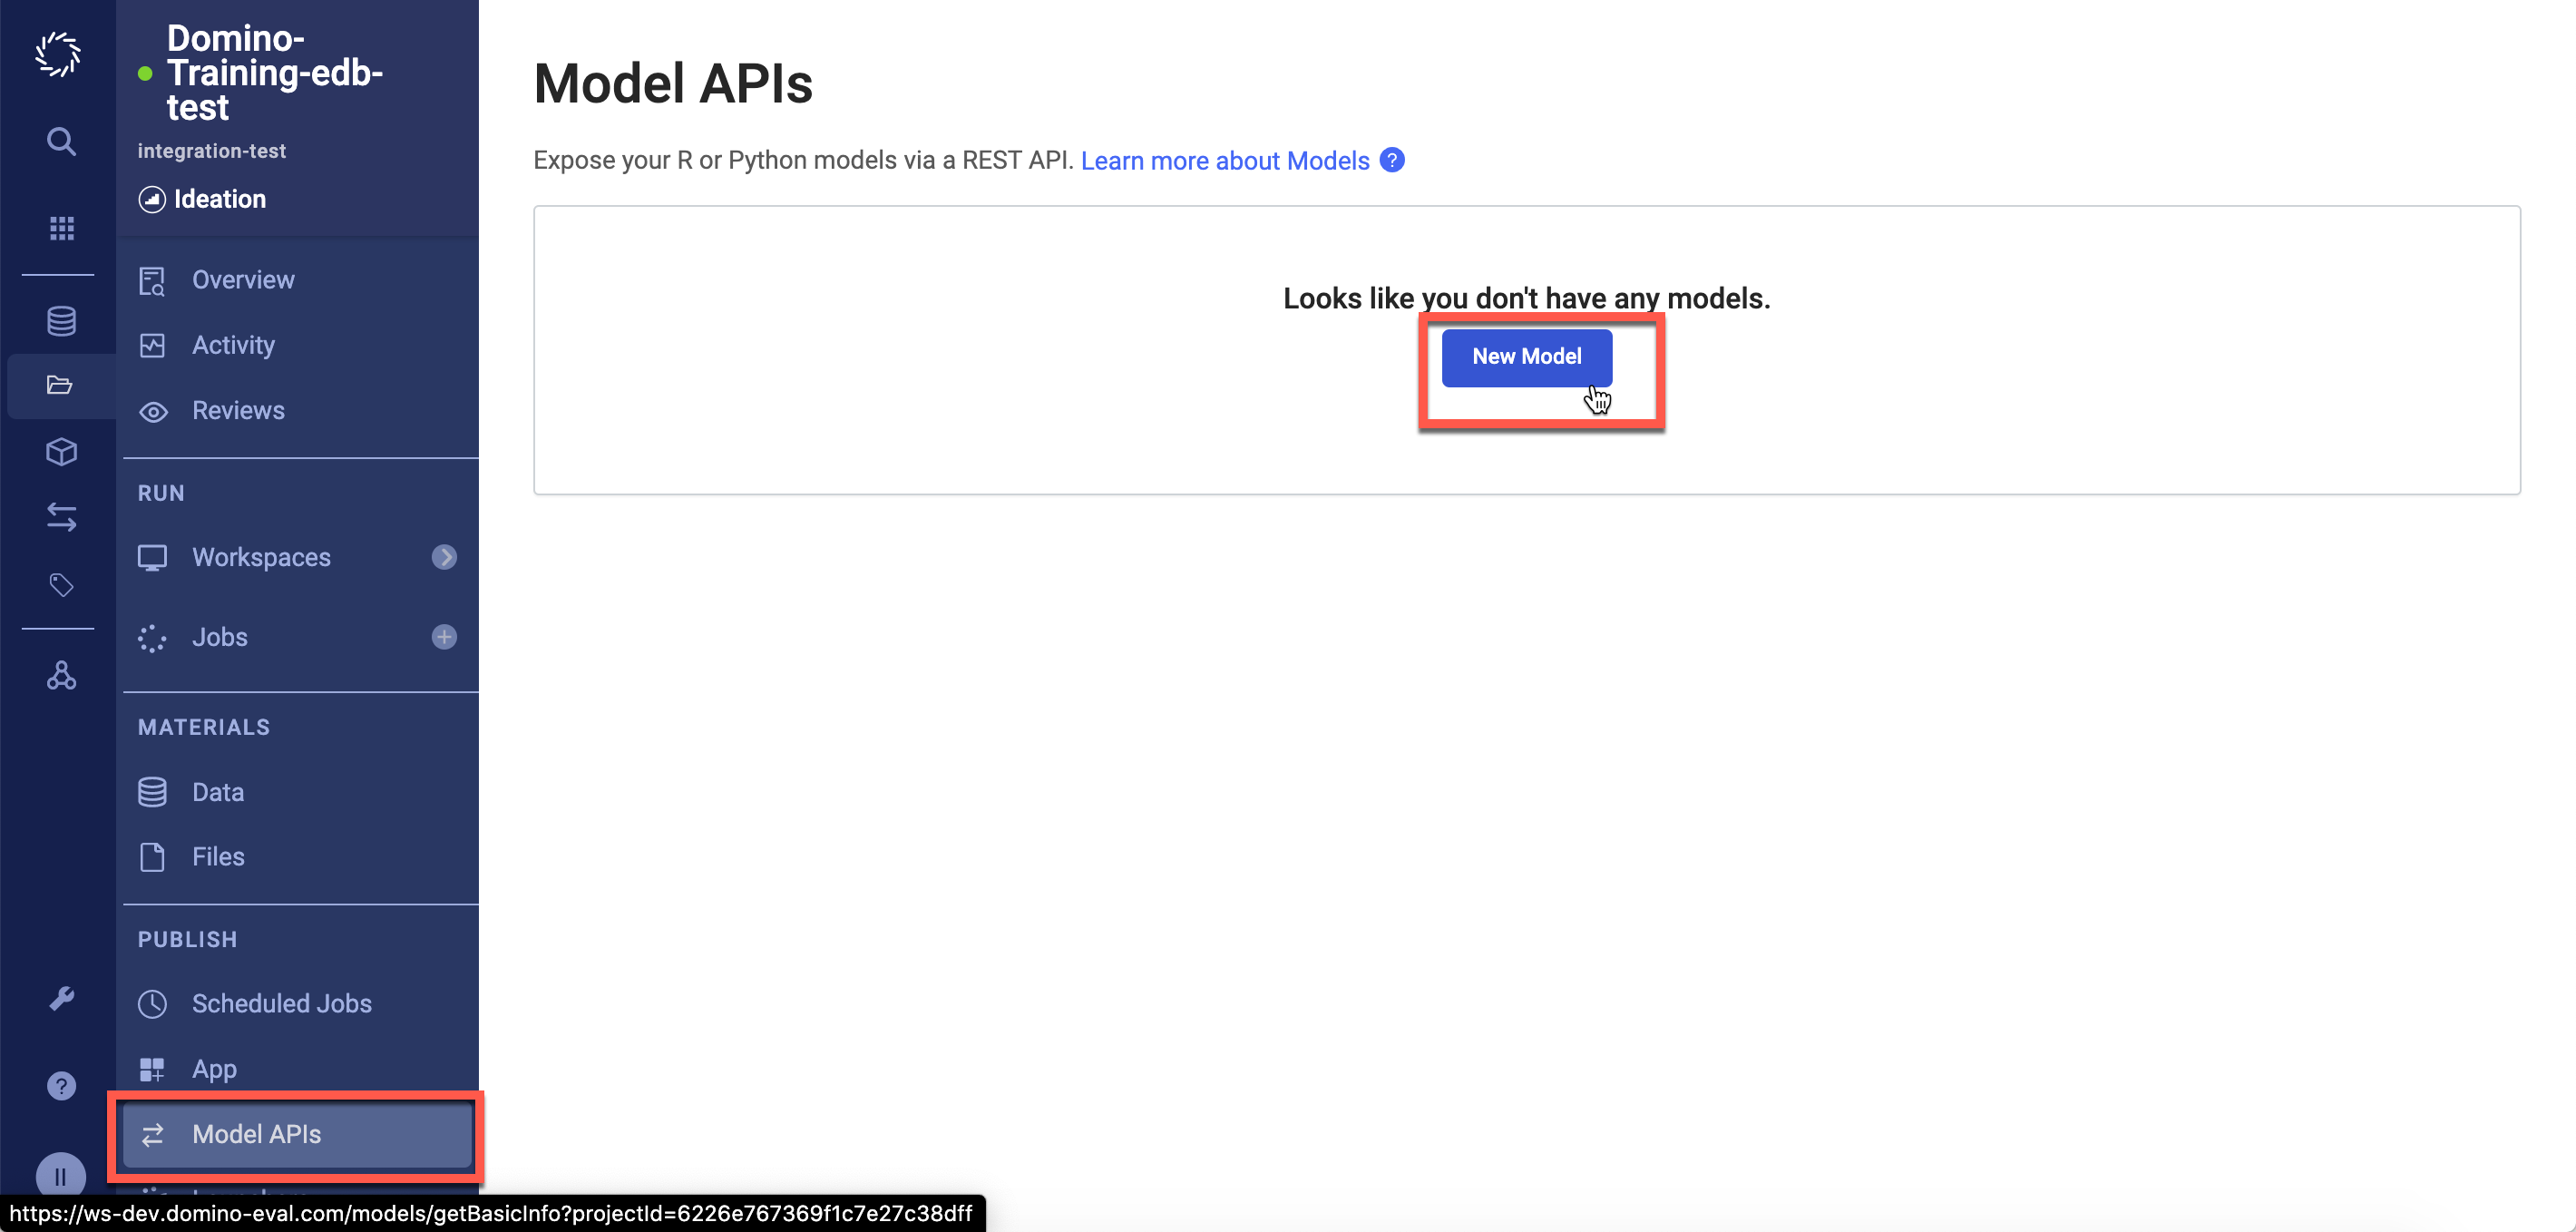 Domino-
Training-edb-
test
integration-test
Ideation
Overview
Activity
Reviews
RUN
Workspaces
Jobs
MATERIALS
Data
Files
PUBLISH
Scheduled Jobs
App
Model APIs
II
https://ws-dev.domino-eval.com/models/getBasicInfo?projectId=6226e767369f1c7e27c38dff
Model APIs
Expose your R or Python models via a REST API. Learn more about Models ?
Looks like you don't have any models.
New Model